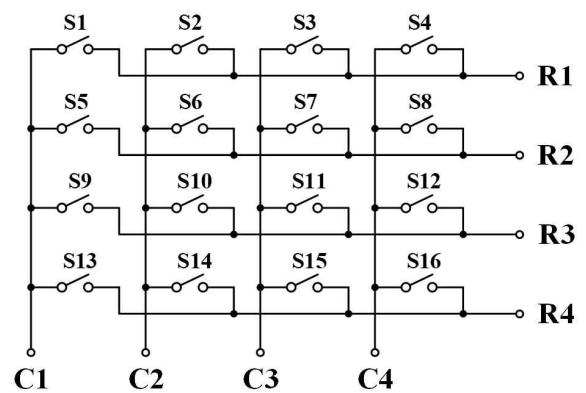 S1 S2 S3 S4
R1
S5 S6 S7 S8
R2
S9 S10 S11 S12
R3
S13 S14 S15 S16
R4
C1 C2 C3 C4